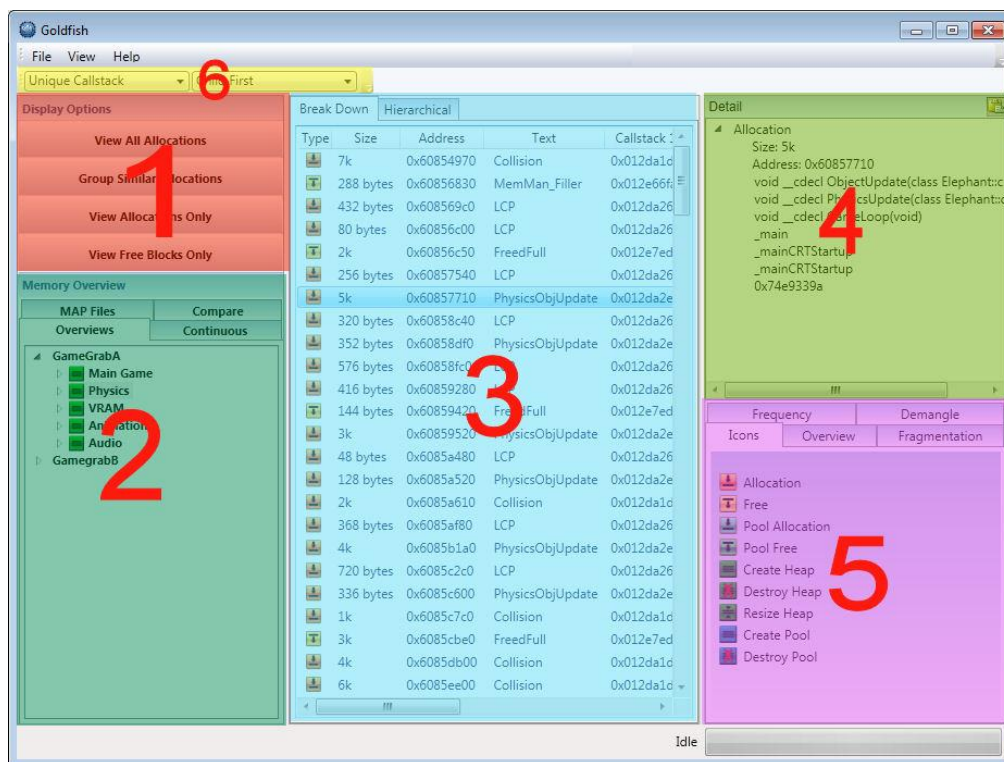 Goldfish
File View Help
Unique Callstack First
6
Display Options
View All Allocations
Group Similar Allocations
View Allocations Only
View Free Blocks Only
1
Memory Overview
MAP Files Compare
Overviews Continuous
GameGrabA
Main Game
Physics
VRAM
Animation
Audio
GamegrabB
2
Break Down Hierarchical
Type Size Address Text Callstack
7k 0x60854970 Collision 0x012da1d
288 bytes 0x60856830 MemMan_Filler 0x012e66f
432 bytes 0x608569c0 LCP 0x012da26
80 bytes 0x60856c00 LCP 0x012da26
2k 0x60856c50 FreedFull 0x012e7ed
256 bytes 0x60857540 LCP 0x012da26
5k 0x60857710 PhysicsObjUpdate 0x012da2e
320 bytes 0x60858c40 LCP 0x012da26
352 bytes 0x60858df0 PhysicsObjUpdate 0x012da2e
576 bytes 0x60858fc0 LCP 0x012da26
416 bytes 0x60859280 0x012da26
144 bytes 0x60859420 FreedFull 0x012e7ed
3k 0x60859520 PhysicsObjUpdate 0x012da2e
48 bytes 0x6085a480 LCP 0x012da26
128 bytes 0x6085a520 PhysicsObjUpdate 0x012da2e
2k 0x6085a610 Collision 0x012da1d
368 bytes 0x6085af80 LCP 0x012da26
4k 0x6085b1a0 PhysicsObjUpdate 0x012da2e
720 bytes 0x6085c2c0 LCP 0x012da26
336 bytes 0x6085c600 PhysicsObjUpdate 0x012da2e
1k 0x6085c7c0 Collision 0x012da1d
3k 0x6085cbe0 FreedFull 0x012e7ed
4k 0x6085db00 Collision 0x012da1d
6k 0x6085ee00 Collision 0x012da1d
3
Detail
Allocation
Size: 5k
Address: 0x60857710
void __cdecl ObjectUpdate(class Elephant::c
void __cdecl PhysicsUpdate(class Elephant::c
void __cdecl GameLoop(void)
_main
_mainCRTStartup
_mainCRTStartup
0x74e9339a
4
Frequency Demangle
Icons Overview Fragmentation
Allocation
Free
Pool Allocation
Pool Free
Create Heap
Destroy Heap
Resize Heap
Create Pool
Destroy Pool
5
Idle